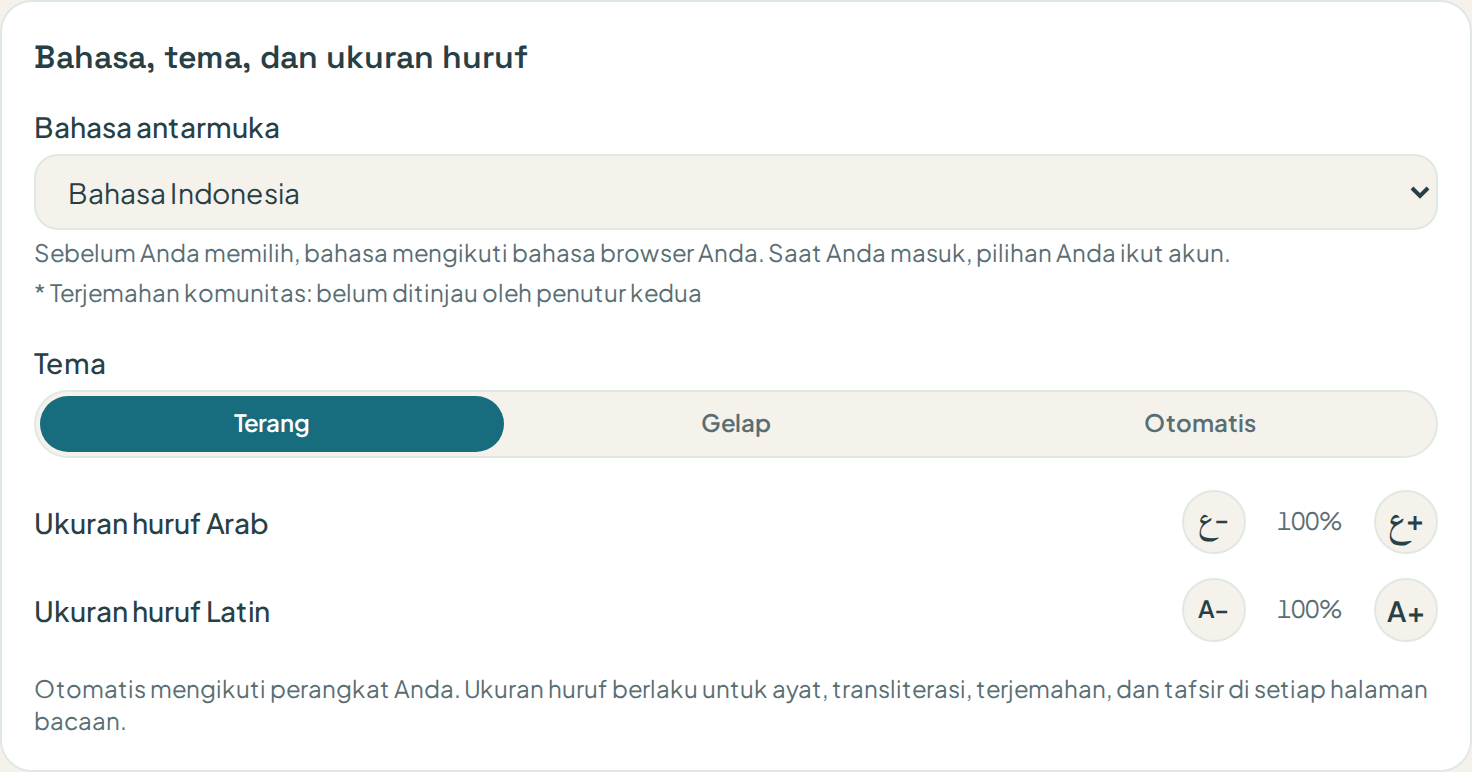 Bahasa, tema, dan ukuran huruf
Bahasa antarmuka
Bahasa Indonesia
Sebelum Anda memilih, bahasa mengikuti bahasa browser Anda. Saat Anda masuk, pilihan Anda ikut akun.
* Terjemahan komunitas: belum ditinjau oleh penutur kedua
Tema
Terang Gelap Otomatis
Ukuran huruf Arab ع− 100% ع+
Ukuran huruf Latin A− 100% A+
Otomatis mengikuti perangkat Anda. Ukuran huruf berlaku untuk ayat, transliterasi, terjemahan, dan tafsir di setiap halaman
bacaan.